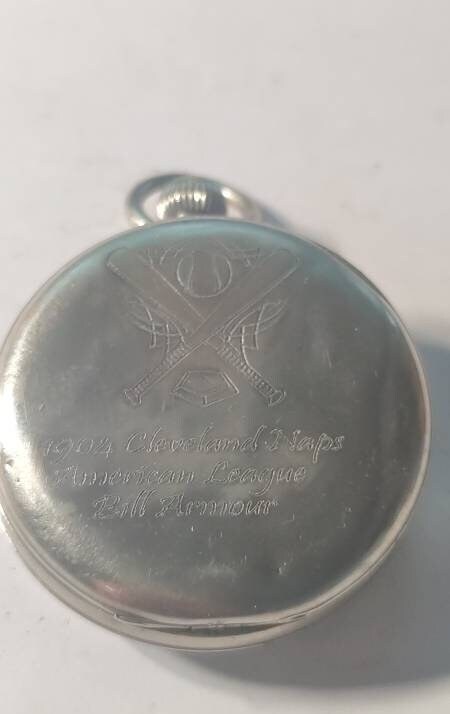 1904 Cleveland Naps
American League
Bill Armour